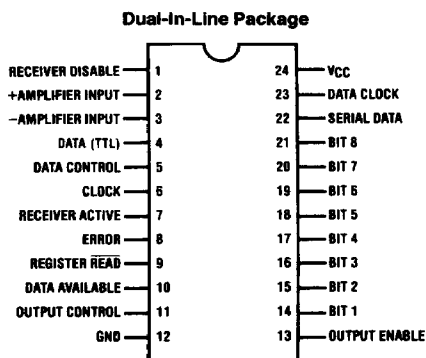 Dual-In-Line Package
RECEIVER DISABLE 1 24 VCC
+AMPLIFIER INPUT 2 23 DATA CLOCK
−AMPLIFIER INPUT 3 22 SERIAL DATA
DATA (TTL) 4 21 BIT 8
DATA CONTROL 5 20 BIT 7
CLOCK 6 19 BIT 6
RECEIVER ACTIVE 7 18 BIT 5
ERROR 8 17 BIT 4
REGISTER R̅E̅A̅D̅ 9 16 BIT 3
DATA AVAILABLE 10 15 BIT 2
OUTPUT CONTROL 11 14 BIT 1
GND 12 13 OUTPUT ENABLE